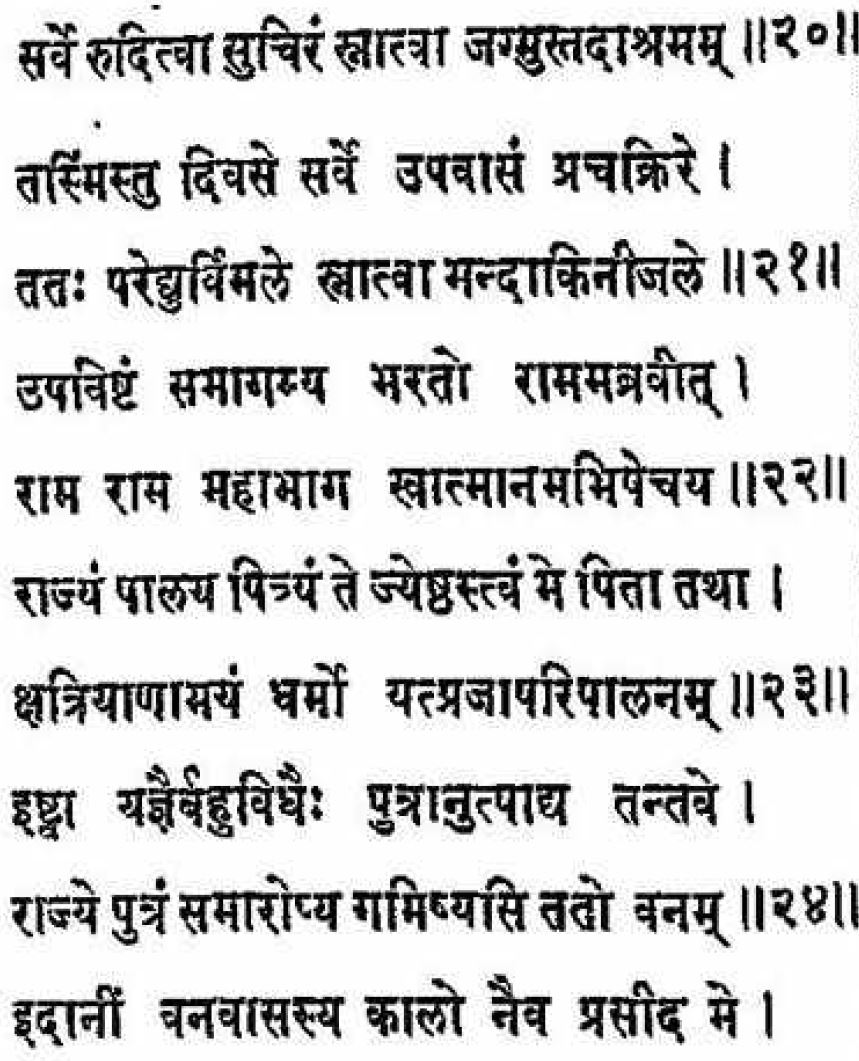 सर्वे रुदित्वा सुचिरं स्नात्वा जग्मुस्तदाश्रमम् ॥२०॥
तस्मिंस्तु दिवसे सर्वे उपवासं प्रचक्रिरे ।
ततः परेद्युर्विमले स्नात्वा मन्दाकिनीजले ॥२१॥
उपविष्टं समागम्य भरतो राममब्रवीत् ।
राम राम महाभाग स्वात्मानमभिषेचय ॥२२॥
राज्यं पालय पित्र्यं ते ज्येष्ठस्त्वं मे पिता तथा ।
क्षत्रियाणामयं धर्मो यत्प्रजापरिपालनम् ॥२३॥
इष्ट्वा यज्ञैर्बहुविधैः पुत्रानुत्पाद्य तन्तवे ।
राज्ये पुत्रं समारोप्य गमिष्यसि ततो वनम् ॥२४॥
इदानीं वनवासस्य कालो नैव प्रसीद मे ।